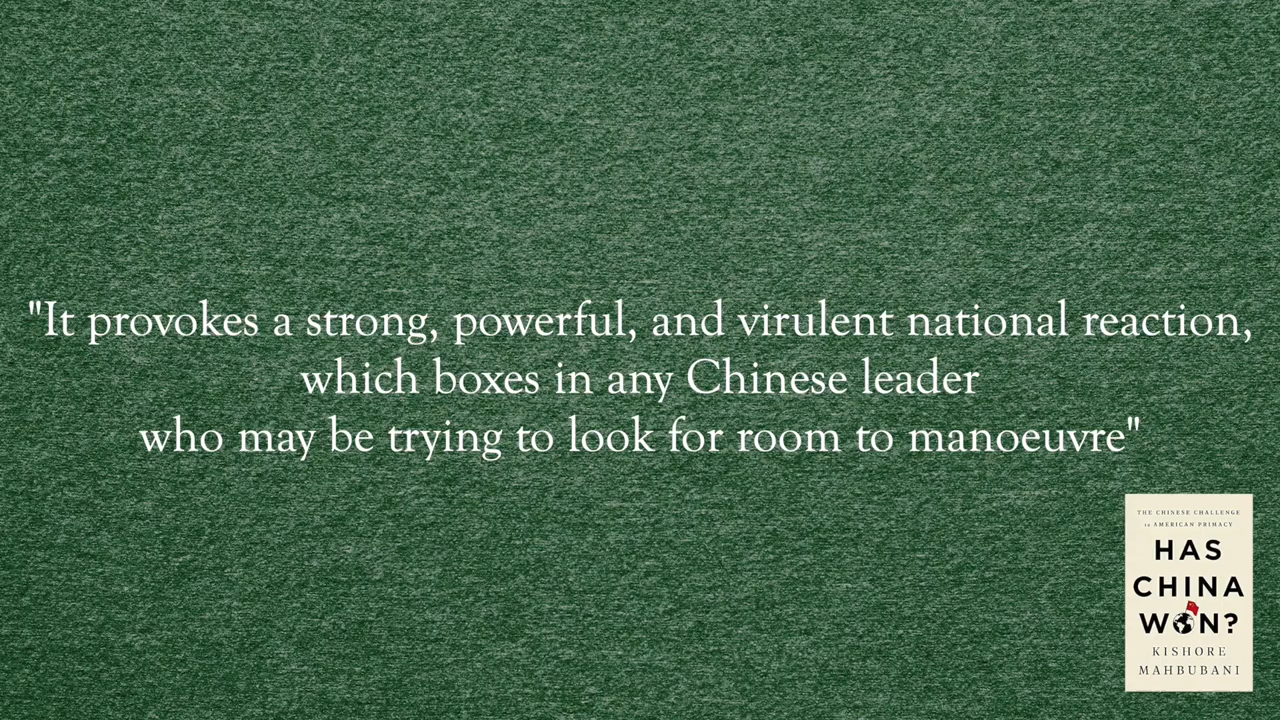 "It provokes a strong, powerful, and virulent national reaction,
which boxes in any Chinese leader
who may be trying to look for room to manoeuvre"
THE CHINESE CHALLENGE
to AMERICAN PRIMACY
HAS
CHINA
WON?
KISHORE
MAHBUBANI